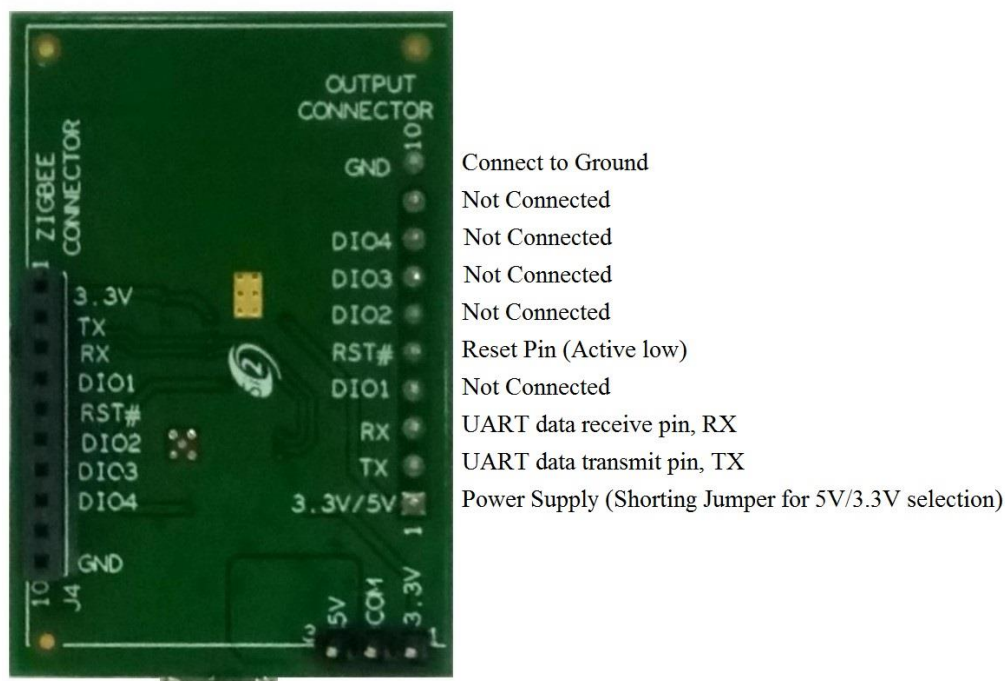 OUTPUT
CONNECTOR
10
GND Connect to Ground
Not Connected
DIO4 Not Connected
DIO3 Not Connected
DIO2 Not Connected
RST# Reset Pin (Active low)
DIO1 Not Connected
RX UART data receive pin, RX
TX UART data transmit pin, TX
3.3V/5V Power Supply (Shorting Jumper for 5V/3.3V selection)
1
ZIGBEE
CONNECTOR
1
3.3V
TX
RX
DIO1
RST#
DIO2
DIO3
DIO4
GND
10
J4
5V
COM
3.3V
3
1